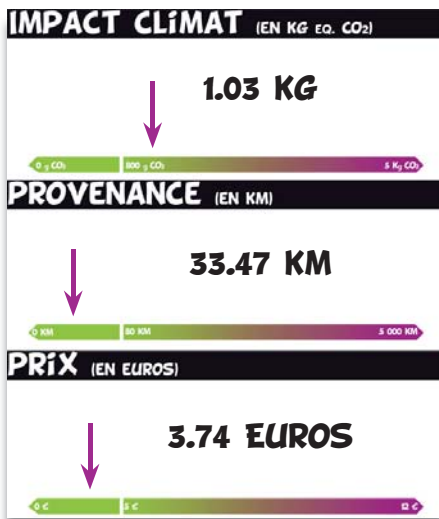 IMPACT CLiMAT (EN KG EQ. CO₂)
1.03 KG
0 g CO₂ 800 g CO₂ 5 Kg CO₂
PROVENANCE (EN KM)
33.47 KM
0 KM 80 KM 5 000 KM
PRiX (EN EUROS)
3.74 EUROS
0 € 5 € 12 €